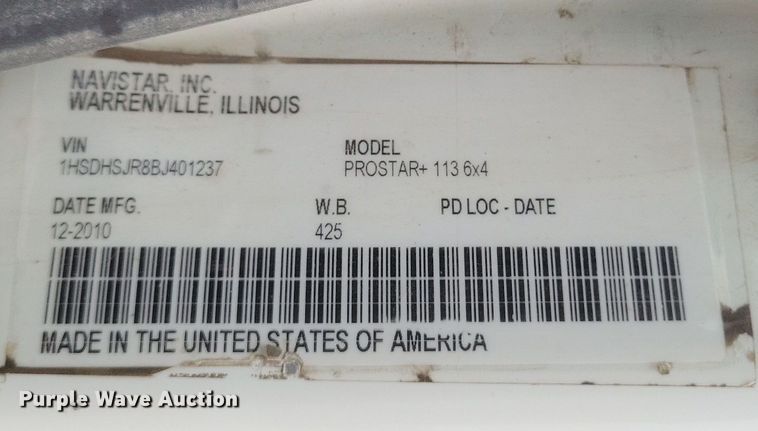 NAVISTAR, INC.
WARRENVILLE, ILLINOIS
VIN MODEL
1HSDHSJR8BJ401237 PROSTAR+ 113 6x4
DATE MFG. W.B. PD LOC - DATE
12-2010 425
MADE IN THE UNITED STATES OF AMERICA
Purple Wave Auction